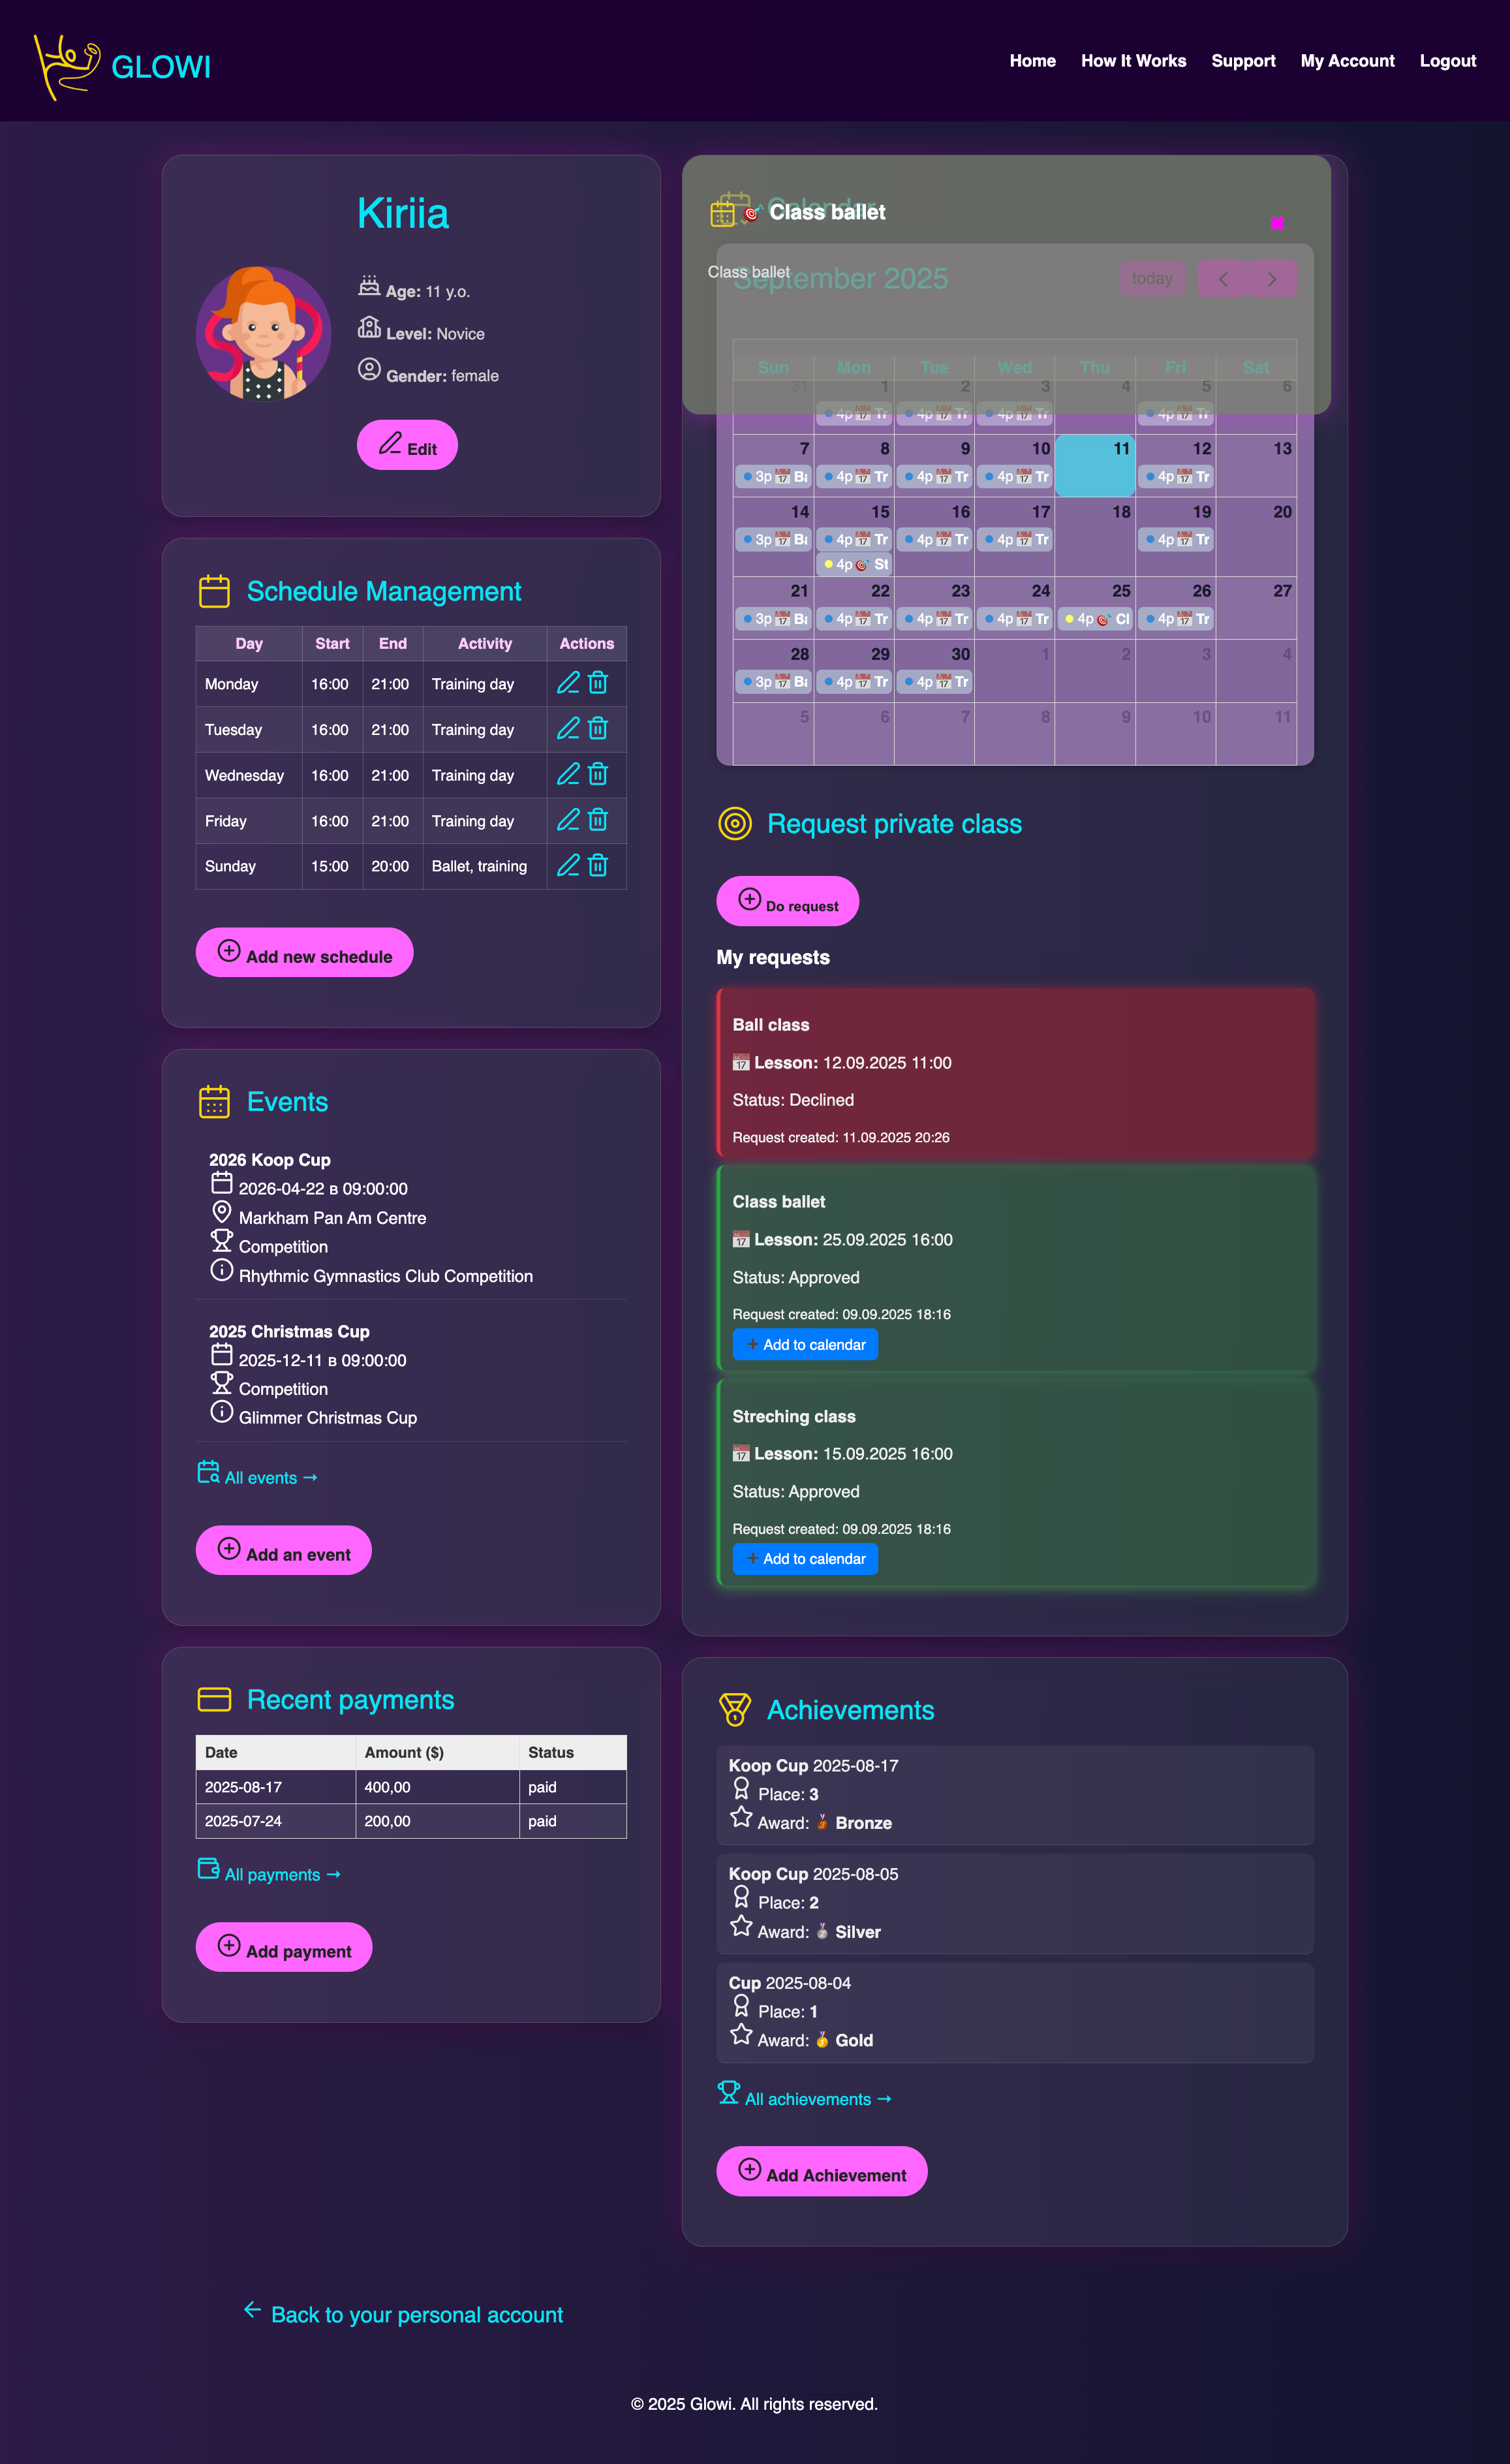 GLOWI
Home How It Works Support My Account Logout
Kiriia
Age: 11 y.o.
Level: Novice
Gender: female
Edit
Schedule Management
Day Start End Activity Actions
Monday 16:00 21:00 Training day
Tuesday 16:00 21:00 Training day
Wednesday 16:00 21:00 Training day
Friday 16:00 21:00 Training day
Sunday 15:00 20:00 Ballet, training
Add new schedule
Events
2026 Koop Cup
2026-04-22 в 09:00:00
Markham Pan Am Centre
Competition
Rhythmic Gymnastics Club Competition
2025 Christmas Cup
2025-12-11 в 09:00:00
Competition
Glimmer Christmas Cup
All events →
Add an event
Recent payments
Date Amount ($) Status
2025-08-17 400,00 paid
2025-07-24 200,00 paid
All payments →
Add payment
Calendar
🎯 Class ballet
✖
Class ballet
September 2025
today
Sun Mon Tue Wed Thu Fri Sat
31 1 2 3 4 5 6
4p 📅 Tr 4p 📅 Tr 4p 📅 Tr 4p 📅 Tr
7 8 9 10 11 12 13
3p 📅 Ba 4p 📅 Tr 4p 📅 Tr 4p 📅 Tr 4p 📅 Tr
14 15 16 17 18 19 20
3p 📅 Ba 4p 📅 Tr 4p 📅 Tr 4p 📅 Tr 4p 📅 Tr
4p 🎯 St
21 22 23 24 25 26 27
3p 📅 Ba 4p 📅 Tr 4p 📅 Tr 4p 📅 Tr 4p 🎯 Cl 4p 📅 Tr
28 29 30 1 2 3 4
3p 📅 Ba 4p 📅 Tr 4p 📅 Tr
5 6 7 8 9 10 11
Request private class
Do request
My requests
Ball class
📅 Lesson: 12.09.2025 11:00
Status: Declined
Request created: 11.09.2025 20:26
Class ballet
📅 Lesson: 25.09.2025 16:00
Status: Approved
Request created: 09.09.2025 18:16
➕ Add to calendar
Streching class
📅 Lesson: 15.09.2025 16:00
Status: Approved
Request created: 09.09.2025 18:16
➕ Add to calendar
Achievements
Koop Cup 2025-08-17
Place: 3
Award: 🥉 Bronze
Koop Cup 2025-08-05
Place: 2
Award: 🥈 Silver
Cup 2025-08-04
Place: 1
Award: 🥇 Gold
All achievements →
Add Achievement
Back to your personal account
© 2025 Glowi. All rights reserved.